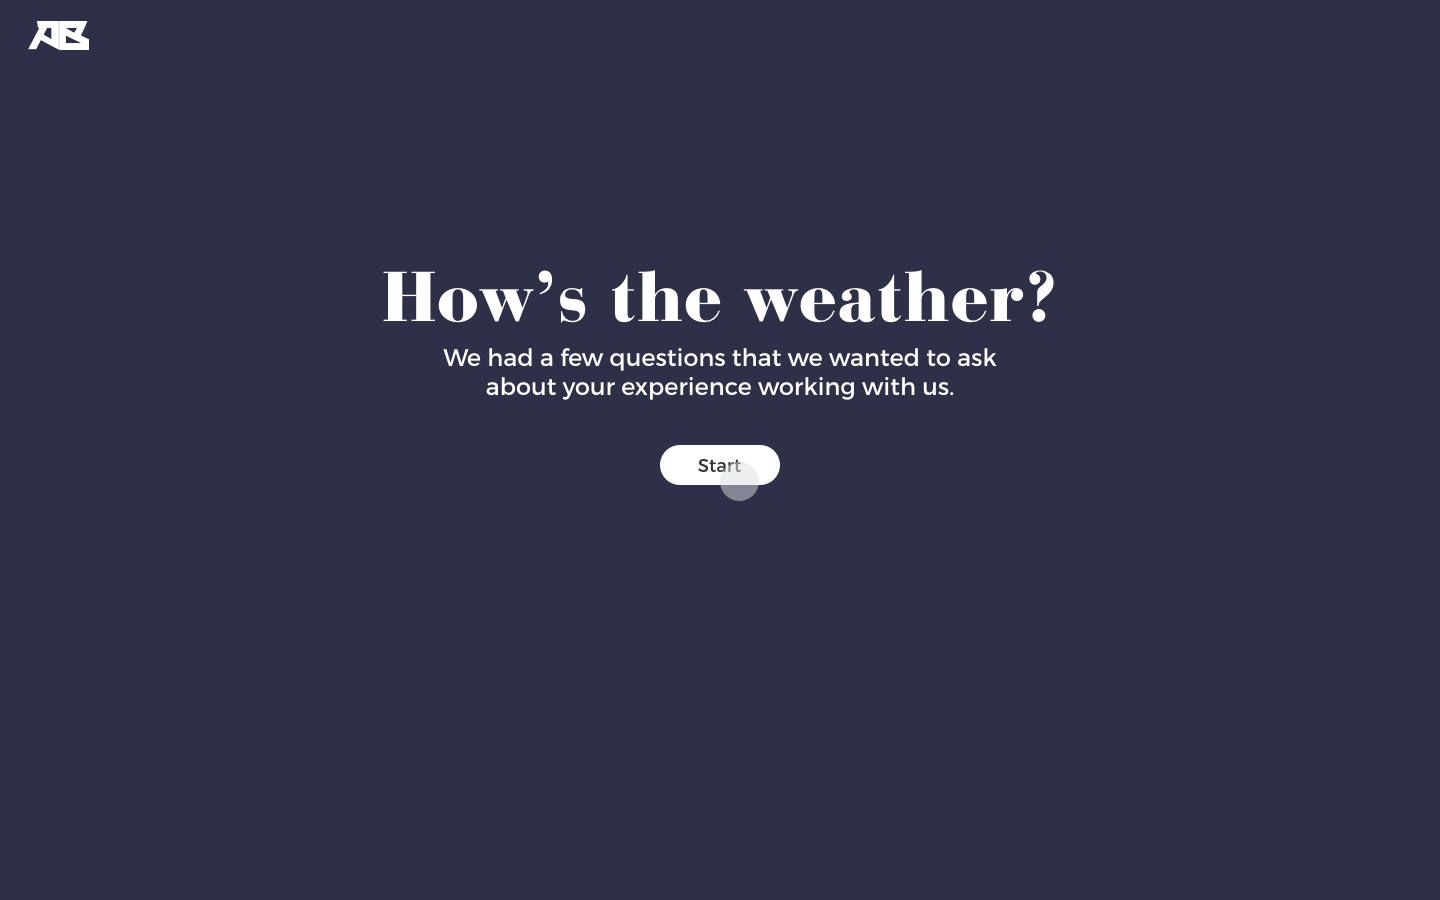 AB
How’s the weather?
We had a few questions that we wanted to ask
about your experience working with us.
Start